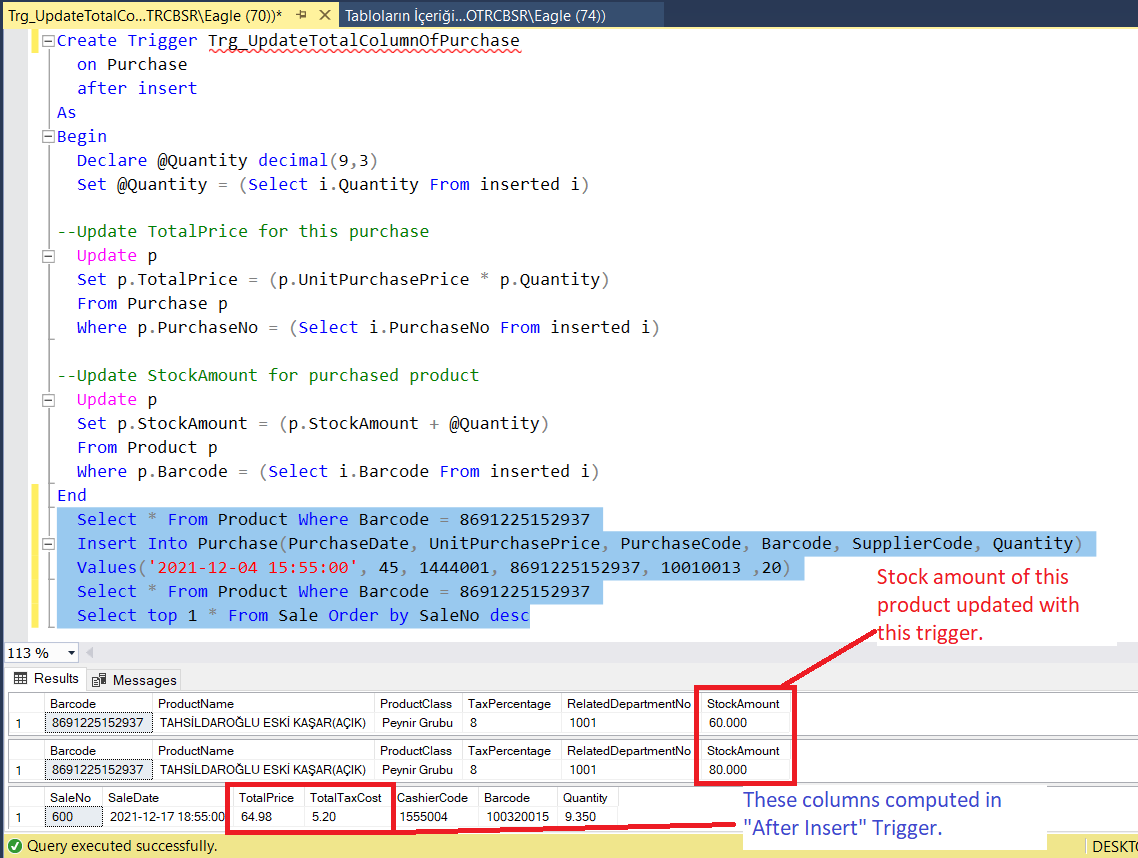 Trg_UpdateTotalCo...TRCBSR\Eagle (70))* Tabloların İçeriği...OTRCBSR\Eagle (74))
Create Trigger Trg_UpdateTotalColumnOfPurchase
on Purchase
after insert
As
Begin
Declare @Quantity decimal(9,3)
Set @Quantity = (Select i.Quantity From inserted i)
--Update TotalPrice for this purchase
Update p
Set p.TotalPrice = (p.UnitPurchasePrice * p.Quantity)
From Purchase p
Where p.PurchaseNo = (Select i.PurchaseNo From inserted i)
--Update StockAmount for purchased product
Update p
Set p.StockAmount = (p.StockAmount + @Quantity)
From Product p
Where p.Barcode = (Select i.Barcode From inserted i)
End
Select * From Product Where Barcode = 8691225152937
Insert Into Purchase(PurchaseDate, UnitPurchasePrice, PurchaseCode, Barcode, SupplierCode, Quantity)
Values('2021-12-04 15:55:00', 45, 1444001, 8691225152937, 10010013 ,20)
Select * From Product Where Barcode = 8691225152937
Select top 1 * From Sale Order by SaleNo desc
Stock amount of this
product updated with
this trigger.
113 %
Results Messages
Barcode ProductName ProductClass TaxPercentage RelatedDepartmentNo StockAmount
1 8691225152937 TAHSİLDAROĞLU ESKİ KAŞAR(AÇIK) Peynir Grubu 8 1001 60.000
Barcode ProductName ProductClass TaxPercentage RelatedDepartmentNo StockAmount
1 8691225152937 TAHSİLDAROĞLU ESKİ KAŞAR(AÇIK) Peynir Grubu 8 1001 80.000
SaleNo SaleDate TotalPrice TotalTaxCost CashierCode Barcode Quantity
1 600 2021-12-17 18:55:00 64.98 5.20 1555004 100320015 9.350
These columns computed in
"After Insert" Trigger.
Query executed successfully. DESKTO